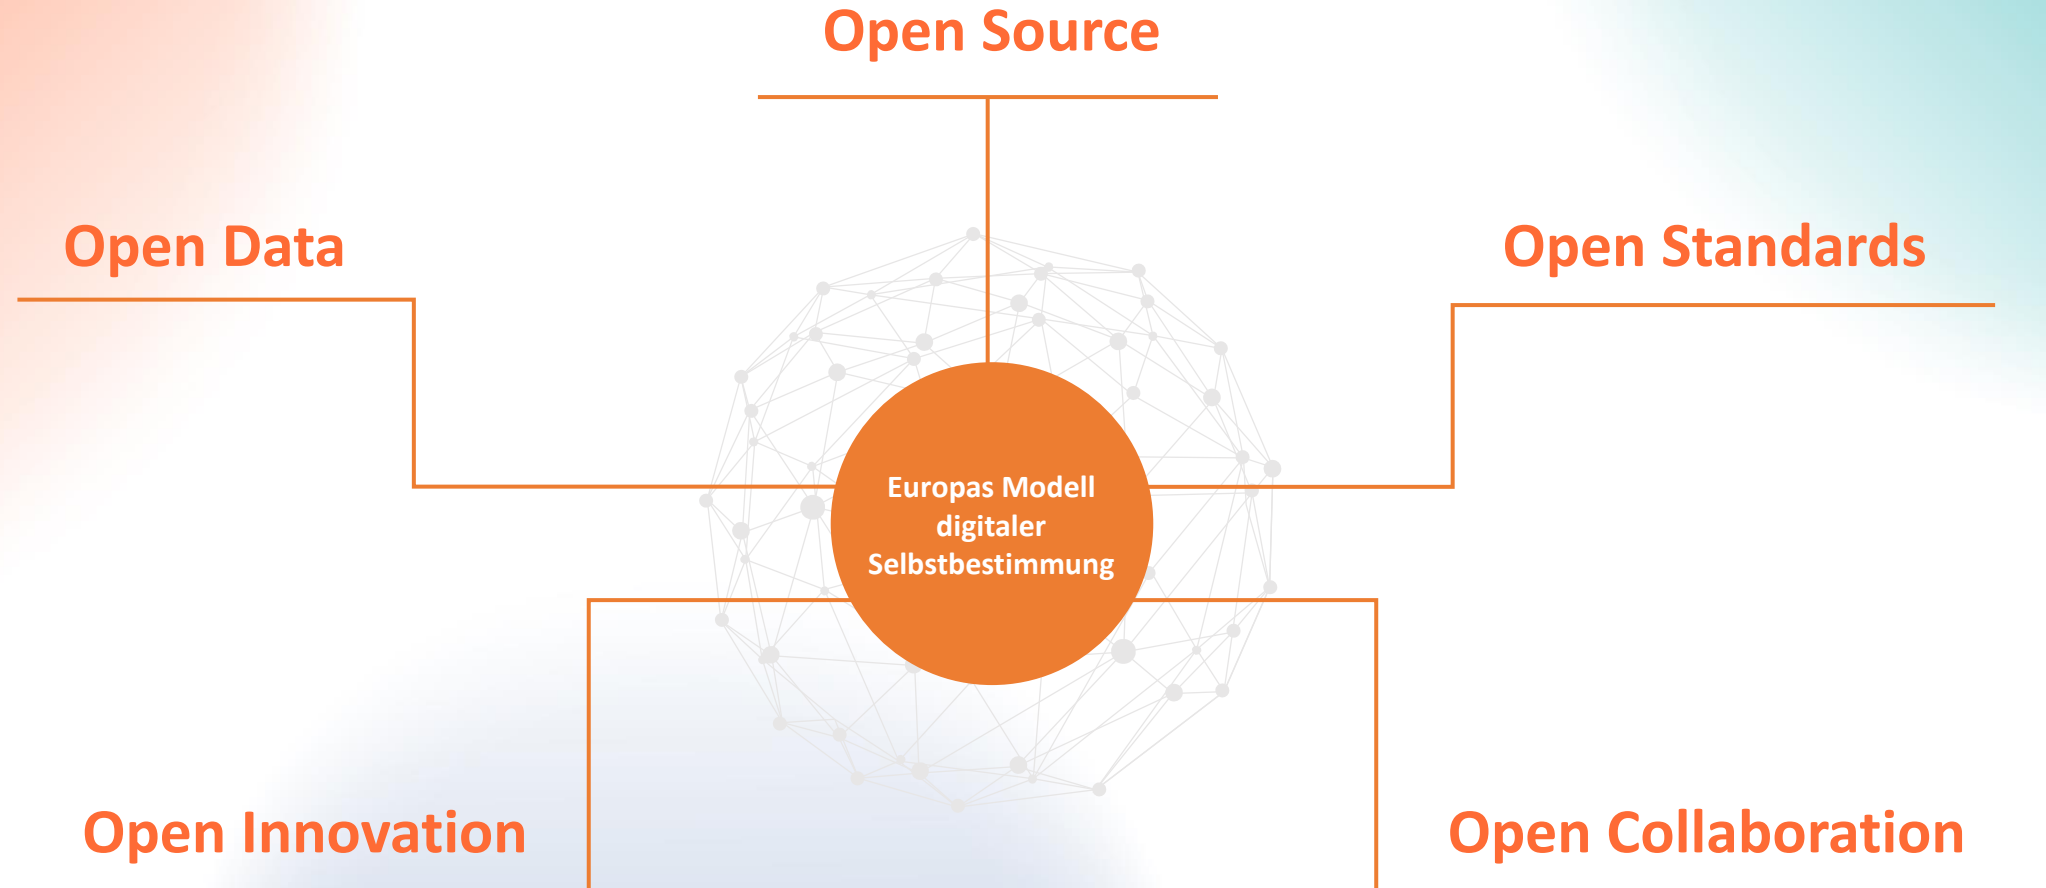 Open Source
Open Data
Open Standards
Europas Modell
digitaler
Selbstbestimmung
Open Innovation
Open Collaboration